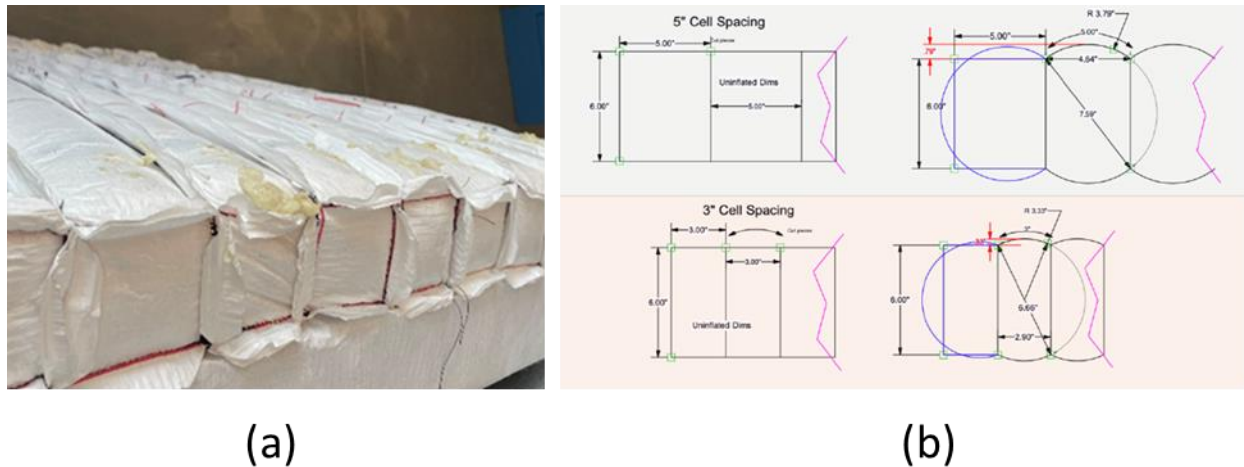 5" Cell Spacing
5.00"
Cut pieces
Uninflated Dims
5.00"
6.00"
R 3.79"
5.00"
5.00"
.79"
4.64"
6.00"
7.59"
3" Cell Spacing
3.00"
Cut pieces
3.00"
6.00"
Uninflated Dims
R 3.33"
3"
6.00"
6.66"
2.90"
(a)
(b)